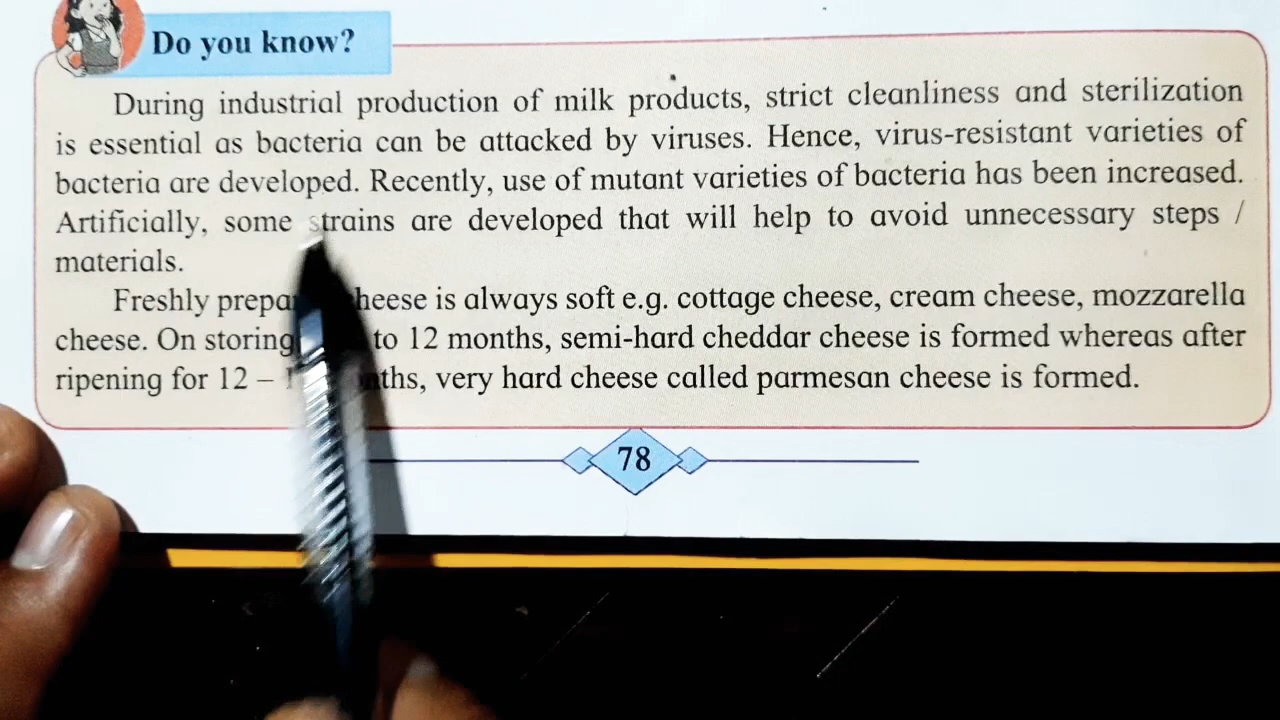 Do you know?
During industrial production of milk products, strict cleanliness and sterilization
is essential as bacteria can be attacked by viruses. Hence, virus-resistant varieties of
bacteria are developed. Recently, use of mutant varieties of bacteria has been increased.
Artificially, some strains are developed that will help to avoid unnecessary steps /
materials.
Freshly cheese is always soft e.g. cottage cheese, cream cheese, mozzarella
cheese. On storing to 12 months, semi-hard cheddar cheese is formed whereas after
ripening for 12 – very hard cheese called parmesan cheese is formed.
78